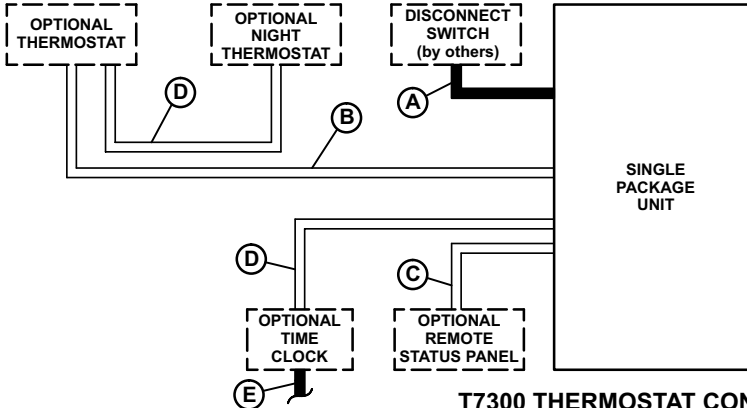 OPTIONAL
THERMOSTAT
OPTIONAL
NIGHT
THERMOSTAT
DISCONNECT
SWITCH
(by others)
D
A
B
SINGLE
PACKAGE
UNIT
D
C
OPTIONAL
TIME
CLOCK
OPTIONAL
REMOTE
STATUS PANEL
E
T7300 THERMOSTAT